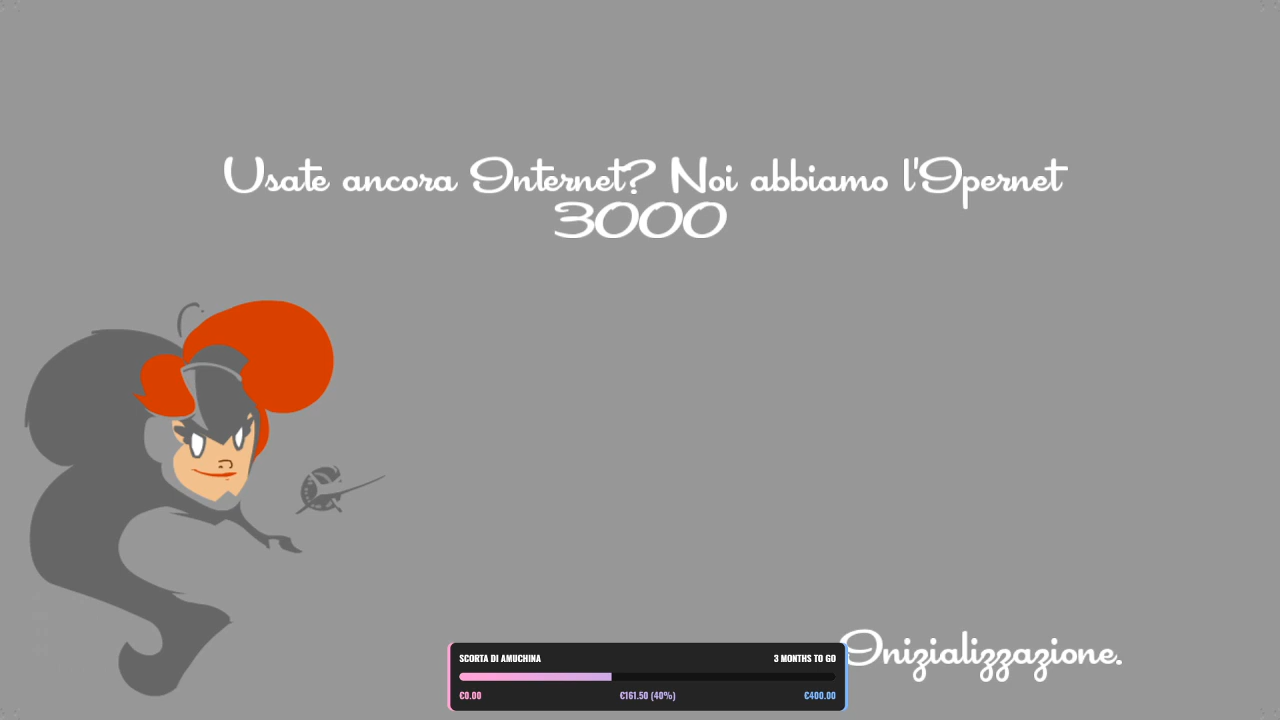 Usate ancora Internet? Noi abbiamo l'Ipernet
3000
Inizializzazione.
SCORTA DI AMUCHINA
3 MONTHS TO GO
€0.00
€161.50 (40%)
€400.00